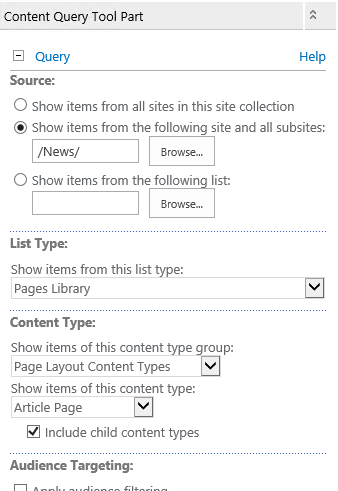 Content Query Tool Part
Query Help
Source:
Show items from all sites in this site collection
Show items from the following site and all subsites:
/News/ Browse...
Show items from the following list:
Browse...
List Type:
Show items from this list type:
Pages Library
Content Type:
Show items of this content type group:
Page Layout Content Types
Show items of this content type:
Article Page
Include child content types
Audience Targeting:
Apply audience filtering